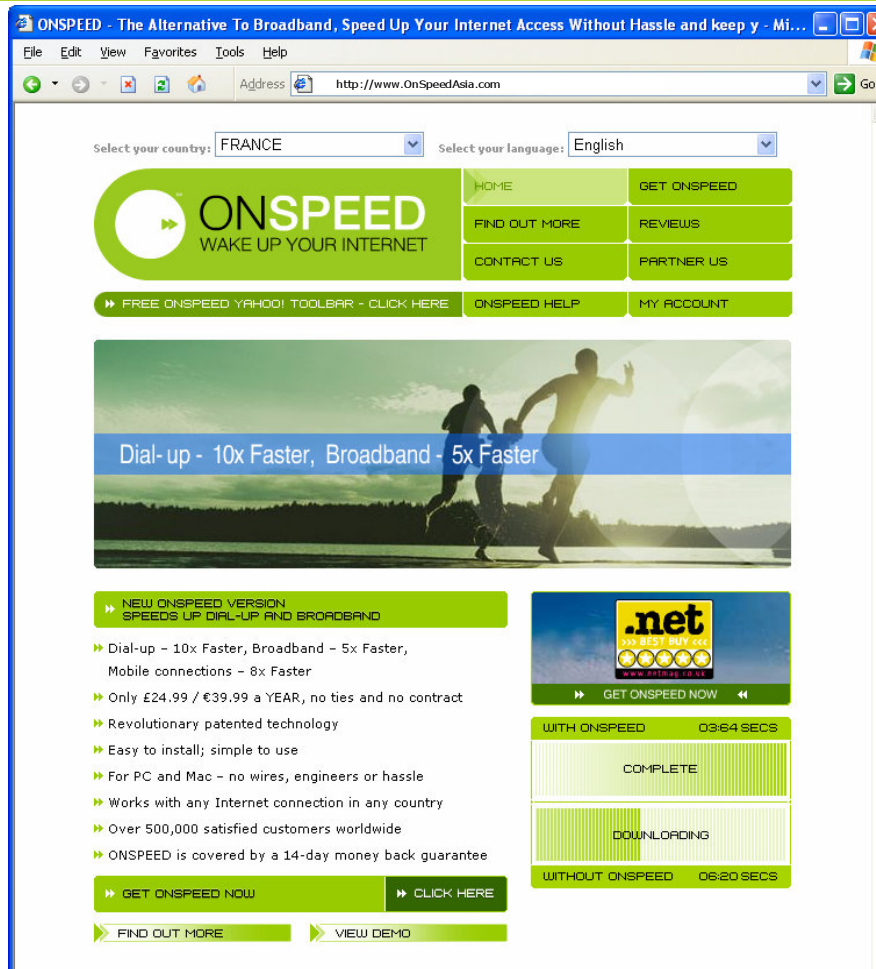 ONSPEED - The Alternative To Broadband, Speed Up Your Internet Access Without Hassle and keep y - Mi...
File Edit View Favorites Tools Help
Address http://www.OnSpeedAsia.com Go
Select your country: FRANCE Select your language: English
ONSPEED
WAKE UP YOUR INTERNET
HOME GET ONSPEED
FIND OUT MORE REVIEWS
CONTACT US PARTNER US
FREE ONSPEED YAHOO! TOOLBAR - CLICK HERE ONSPEED HELP MY ACCOUNT
Dial-up - 10x Faster, Broadband - 5x Faster
NEW ONSPEED VERSION
SPEEDS UP DIAL-UP AND BROADBAND
Dial-up – 10x Faster, Broadband – 5x Faster,
Mobile connections – 8x Faster
Only £24.99 / €39.99 a YEAR, no ties and no contract
Revolutionary patented technology
Easy to install; simple to use
For PC and Mac – no wires, engineers or hassle
Works with any Internet connection in any country
Over 500,000 satisfied customers worldwide
ONSPEED is covered by a 14-day money back guarantee
GET ONSPEED NOW CLICK HERE
FIND OUT MORE VIEW DEMO
.net
>>> BEST BUY <<<
www.netmag.co.uk
GET ONSPEED NOW
WITH ONSPEED 03:64 SECS
COMPLETE
DOWNLOADING
WITHOUT ONSPEED 06:20 SECS